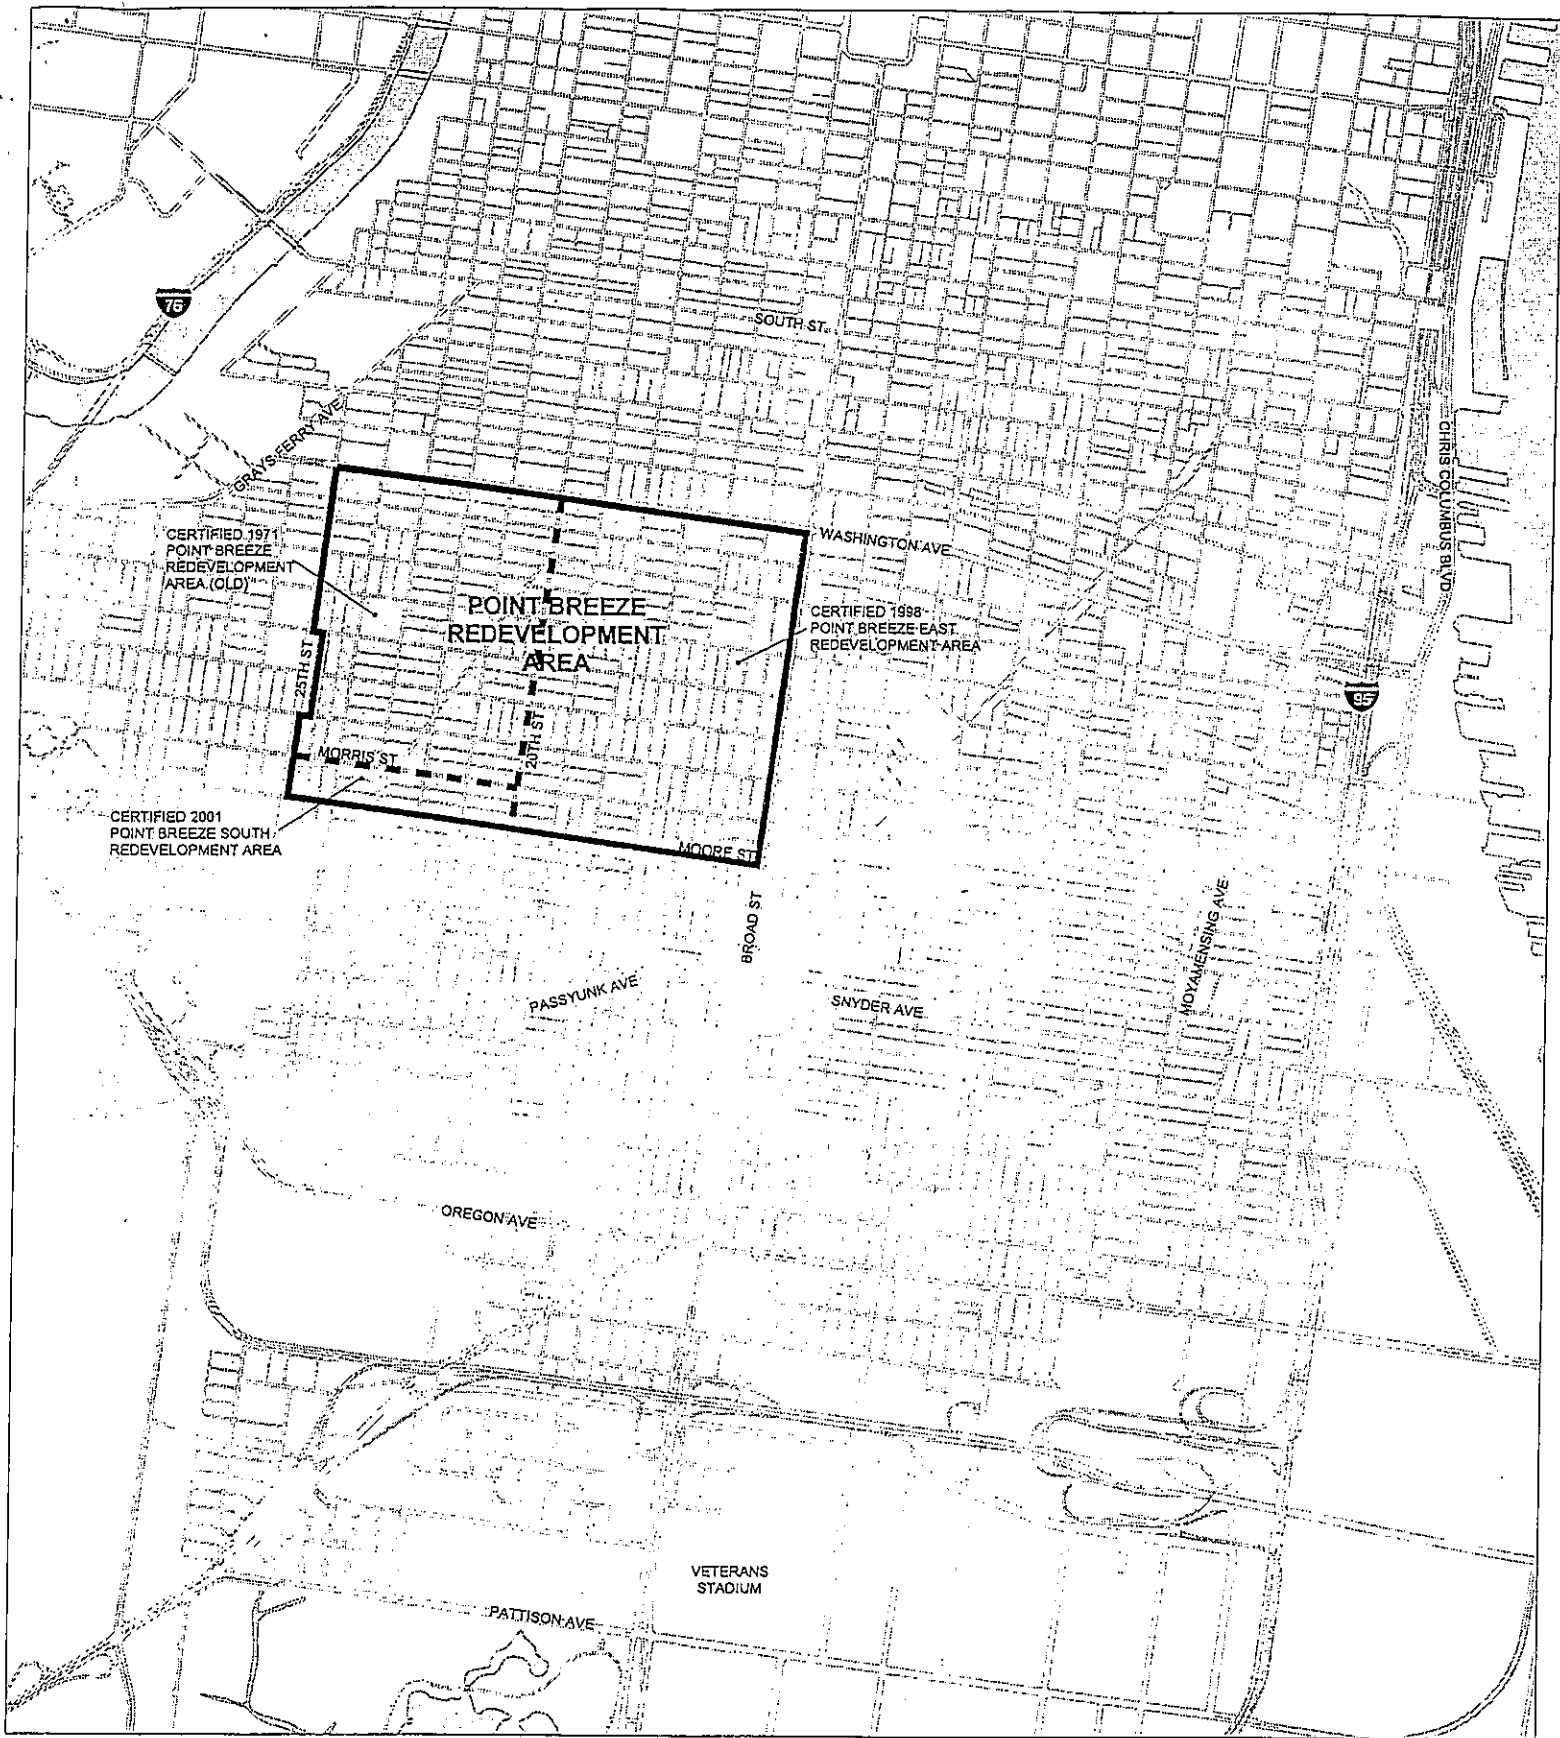 76
SOUTH ST.
GRAYS FERRY AVE
CHRIS COLUMBUS BLVD
WASHINGTON AVE
CERTIFIED 1971
POINT BREEZE
REDEVELOPMENT
AREA (OLD)
POINT BREEZE
REDEVELOPMENT
AREA
CERTIFIED 1998
POINT BREEZE EAST
REDEVELOPMENT AREA
25TH ST
95
20TH ST
MORRIS ST
CERTIFIED 2001
POINT BREEZE SOUTH
REDEVELOPMENT AREA
MOORE ST
BROAD ST
MOYAMENSING AVE
PASSYUNK AVE
SNYDER AVE
OREGON AVE
VETERANS
STADIUM
PATTISON AVE